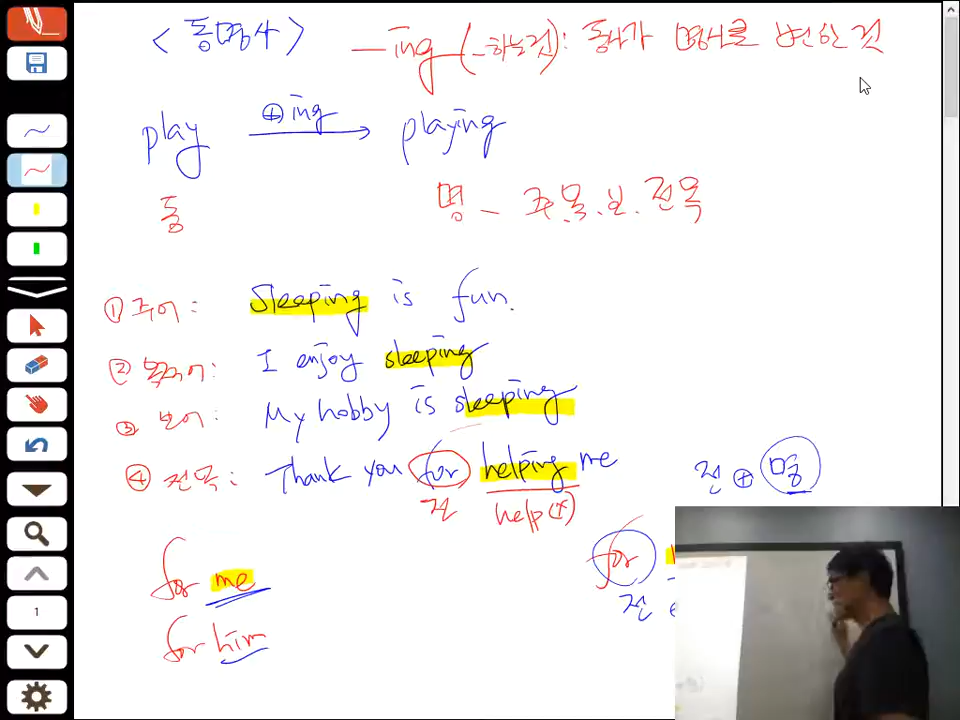 <동명사> —ing (_하는것): 동사가 명사로 변한 것
play ⊕ing → playing
동 명 – 주.목.보.전목
① 주어: Sleeping is fun.
② 목적어: I enjoy sleeping
③ 보어: My hobby is sleeping
④ 전목: Thank you for helping me
전 help(x)
전 ⊕ 명
for me
for
전
for him
1